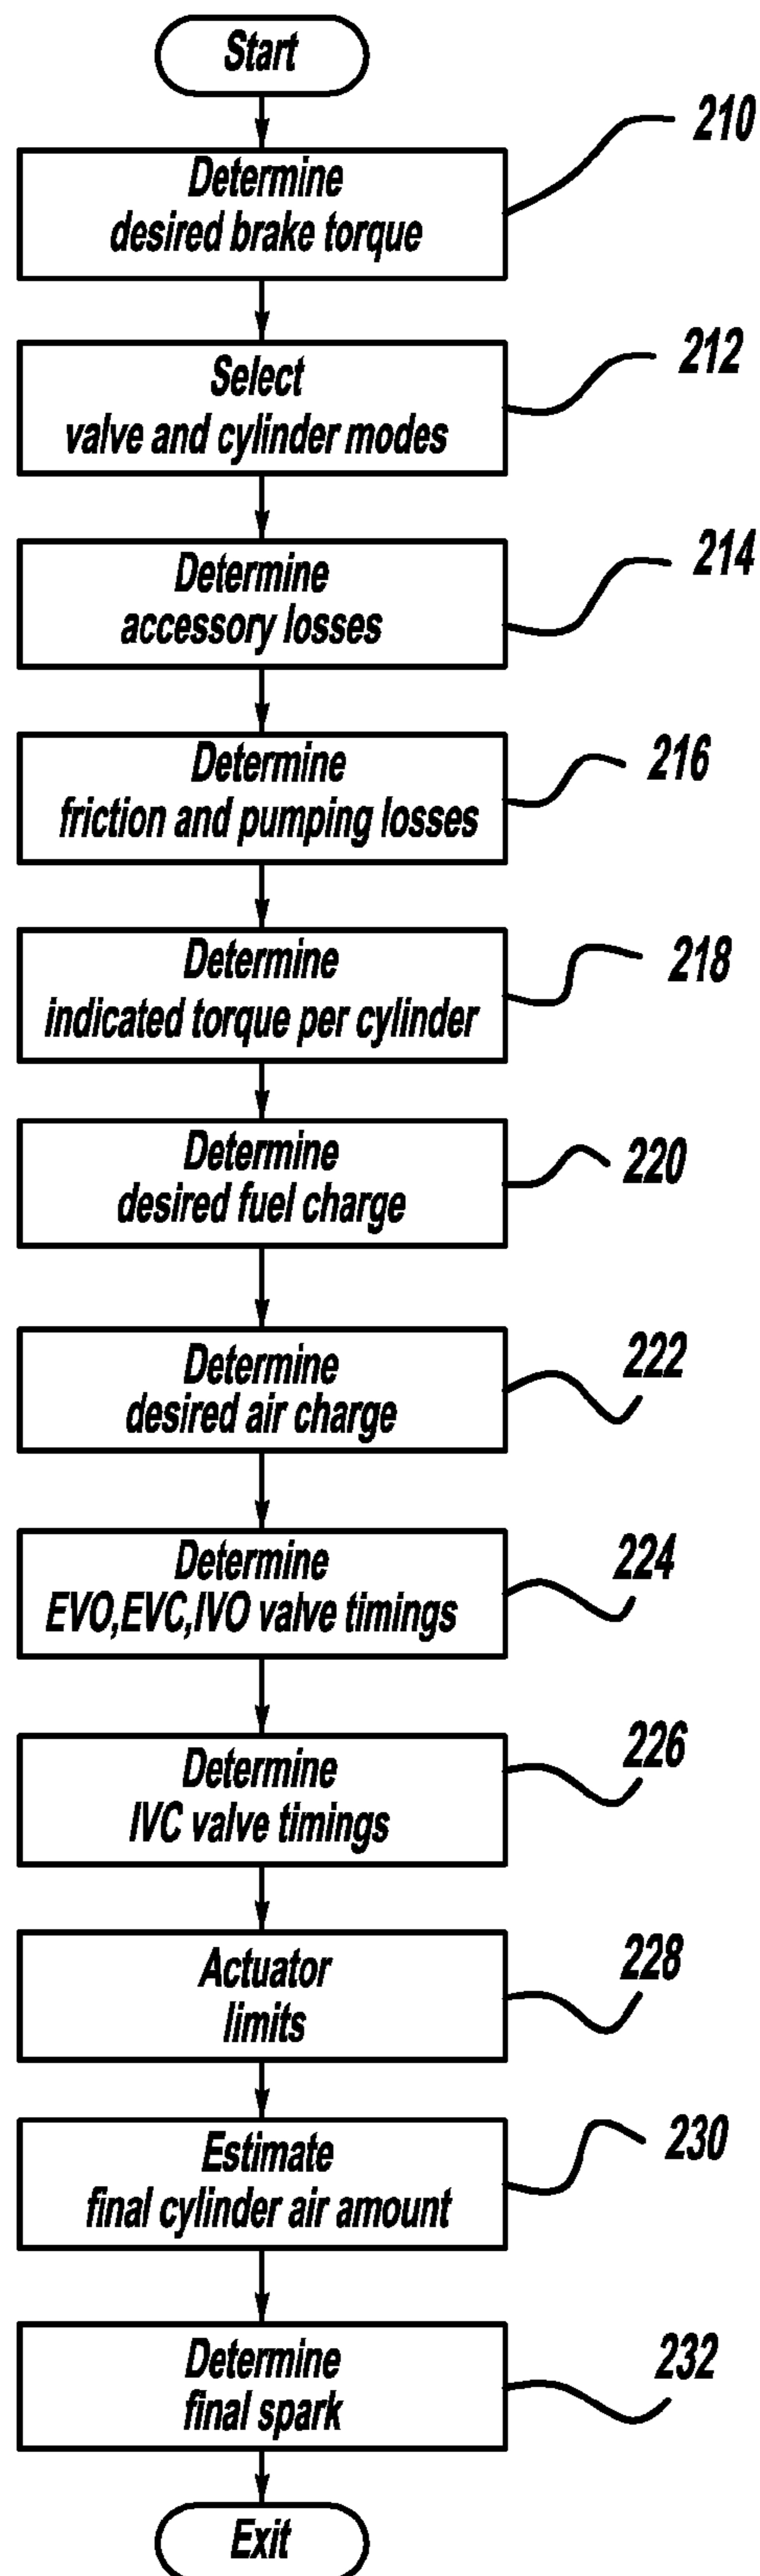 Start
210
Determine
desired brake torque
212
Select
valve and cylinder modes
214
Determine
accessory losses
216
Determine
friction and pumping losses
218
Determine
indicated torque per cylinder
220
Determine
desired fuel charge
222
Determine
desired air charge
224
Determine
EVO,EVC,IVO valve timings
226
Determine
IVC valve timings
228
Actuator
limits
230
Estimate
final cylinder air amount
232
Determine
final spark
Exit